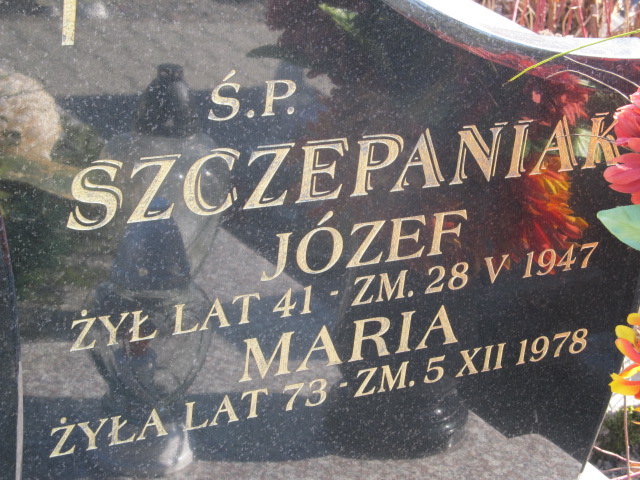 Ś.P.
SZCZEPANIAK
JÓZEF
ŻYŁ LAT 41 - ZM. 28 V 1947
MARIA
ŻYŁA LAT 73 - ZM. 5 XII 1978